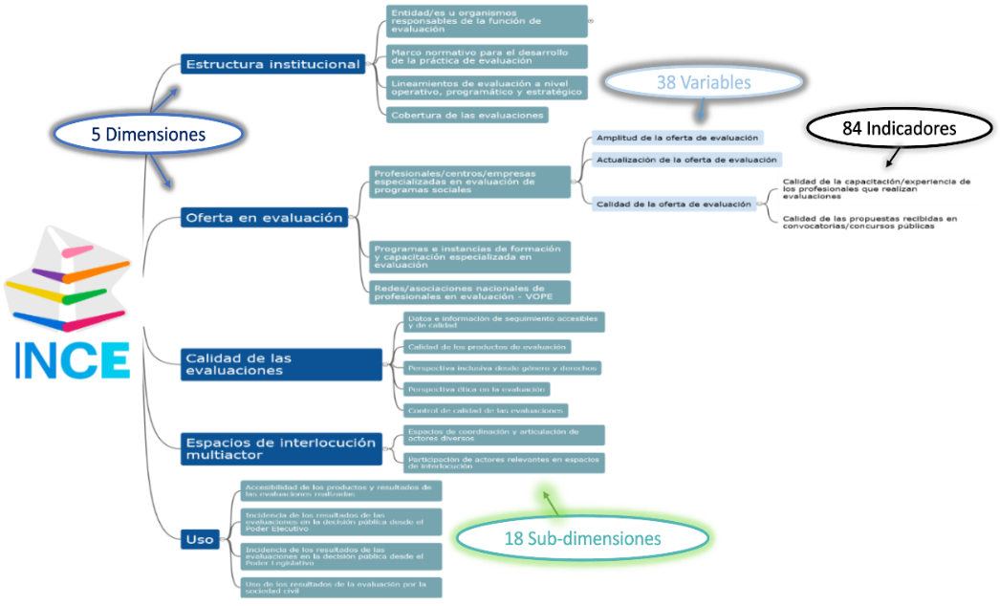 Entidad/es u organismos
responsables de la función de
evaluación
Marco normativo para el desarrollo
de la práctica de evaluación
Estructura institucional
Lineamientos de evaluación a nivel
operativo, programático y estratégico
Cobertura de las evaluaciones
38 Variables
5 Dimensiones
84 Indicadores
Amplitud de la oferta de evaluación
Actualización de la oferta de evaluación
Profesionales/centros/empresas
especializadas en evaluación de
programas sociales
Calidad de la oferta de evaluación
Calidad de la capacitación/experiencia de
los profesionales que realizan
evaluaciones
Calidad de las propuestas recibidas en
convocatorias/concursos públicas
Oferta en evaluación
Programas e instancias de formación
y capacitación especializada en
evaluación
Redes/asociaciones nacionales de
profesionales en evaluación - VOPE
INCE
Datos e información de seguimiento accesibles
y de calidad
Calidad de los productos de evaluación
Calidad de las
evaluaciones
Perspectiva inclusiva desde género y derechos
Perspectiva ética en la evaluación
Control de calidad de las evaluaciones
Espacios de interlocución
multiactor
Espacios de coordinación y articulación de
actores diversos
Participación de actores relevantes en espacios
de interlocución
Accesibilidad de los productos y resultados de
las evaluaciones realizadas
Incidencia de los resultados de las
evaluaciones en la decisión pública desde el
Poder Ejecutivo
Uso
Incidencia de los resultados de las
evaluaciones en la decisión pública desde el
Poder Legislativo
Uso de los resultados de la evaluación por la
sociedad civil
18 Sub-dimensiones